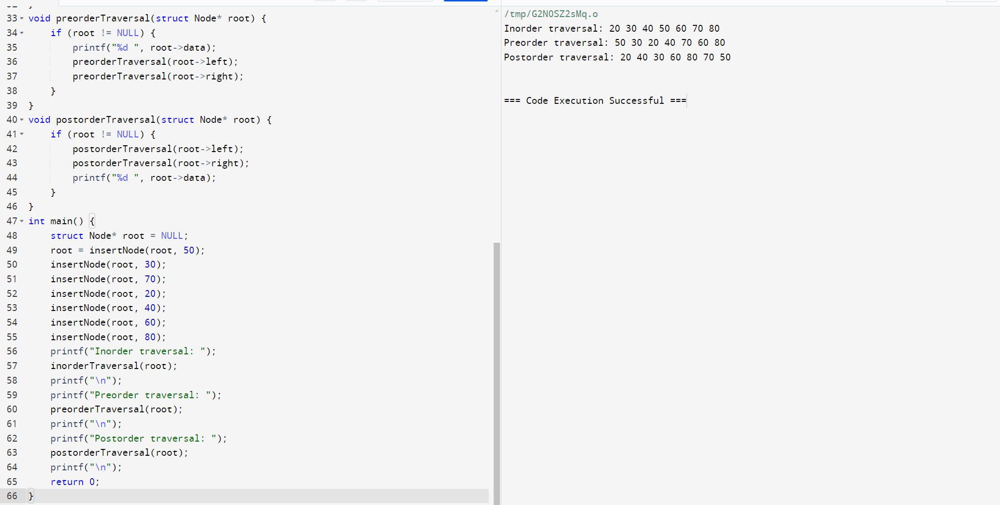 33 void preorderTraversal(struct Node* root) {
34     if (root != NULL) {
35         printf("%d ", root->data);
36         preorderTraversal(root->left);
37         preorderTraversal(root->right);
38     }
39 }
40 void postorderTraversal(struct Node* root) {
41     if (root != NULL) {
42         postorderTraversal(root->left);
43         postorderTraversal(root->right);
44         printf("%d ", root->data);
45     }
46 }
47 int main() {
48     struct Node* root = NULL;
49     root = insertNode(root, 50);
50     insertNode(root, 30);
51     insertNode(root, 70);
52     insertNode(root, 20);
53     insertNode(root, 40);
54     insertNode(root, 60);
55     insertNode(root, 80);
56     printf("Inorder traversal: ");
57     inorderTraversal(root);
58     printf("\n");
59     printf("Preorder traversal: ");
60     preorderTraversal(root);
61     printf("\n");
62     printf("Postorder traversal: ");
63     postorderTraversal(root);
64     printf("\n");
65     return 0;
66 }
/tmp/G2N0SZ2sMq.o
Inorder traversal: 20 30 40 50 60 70 80
Preorder traversal: 50 30 20 40 70 60 80
Postorder traversal: 20 40 30 60 80 70 50
=== Code Execution Successful ===